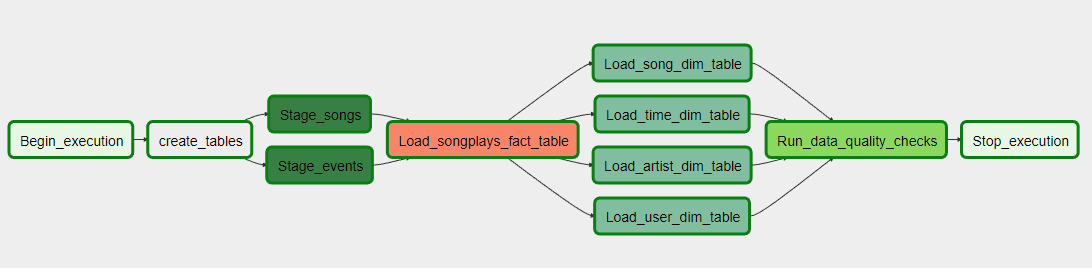 Begin_execution
create_tables
Stage_songs
Stage_events
Load_songplays_fact_table
Load_song_dim_table
Load_time_dim_table
Load_artist_dim_table
Load_user_dim_table
Run_data_quality_checks
Stop_execution